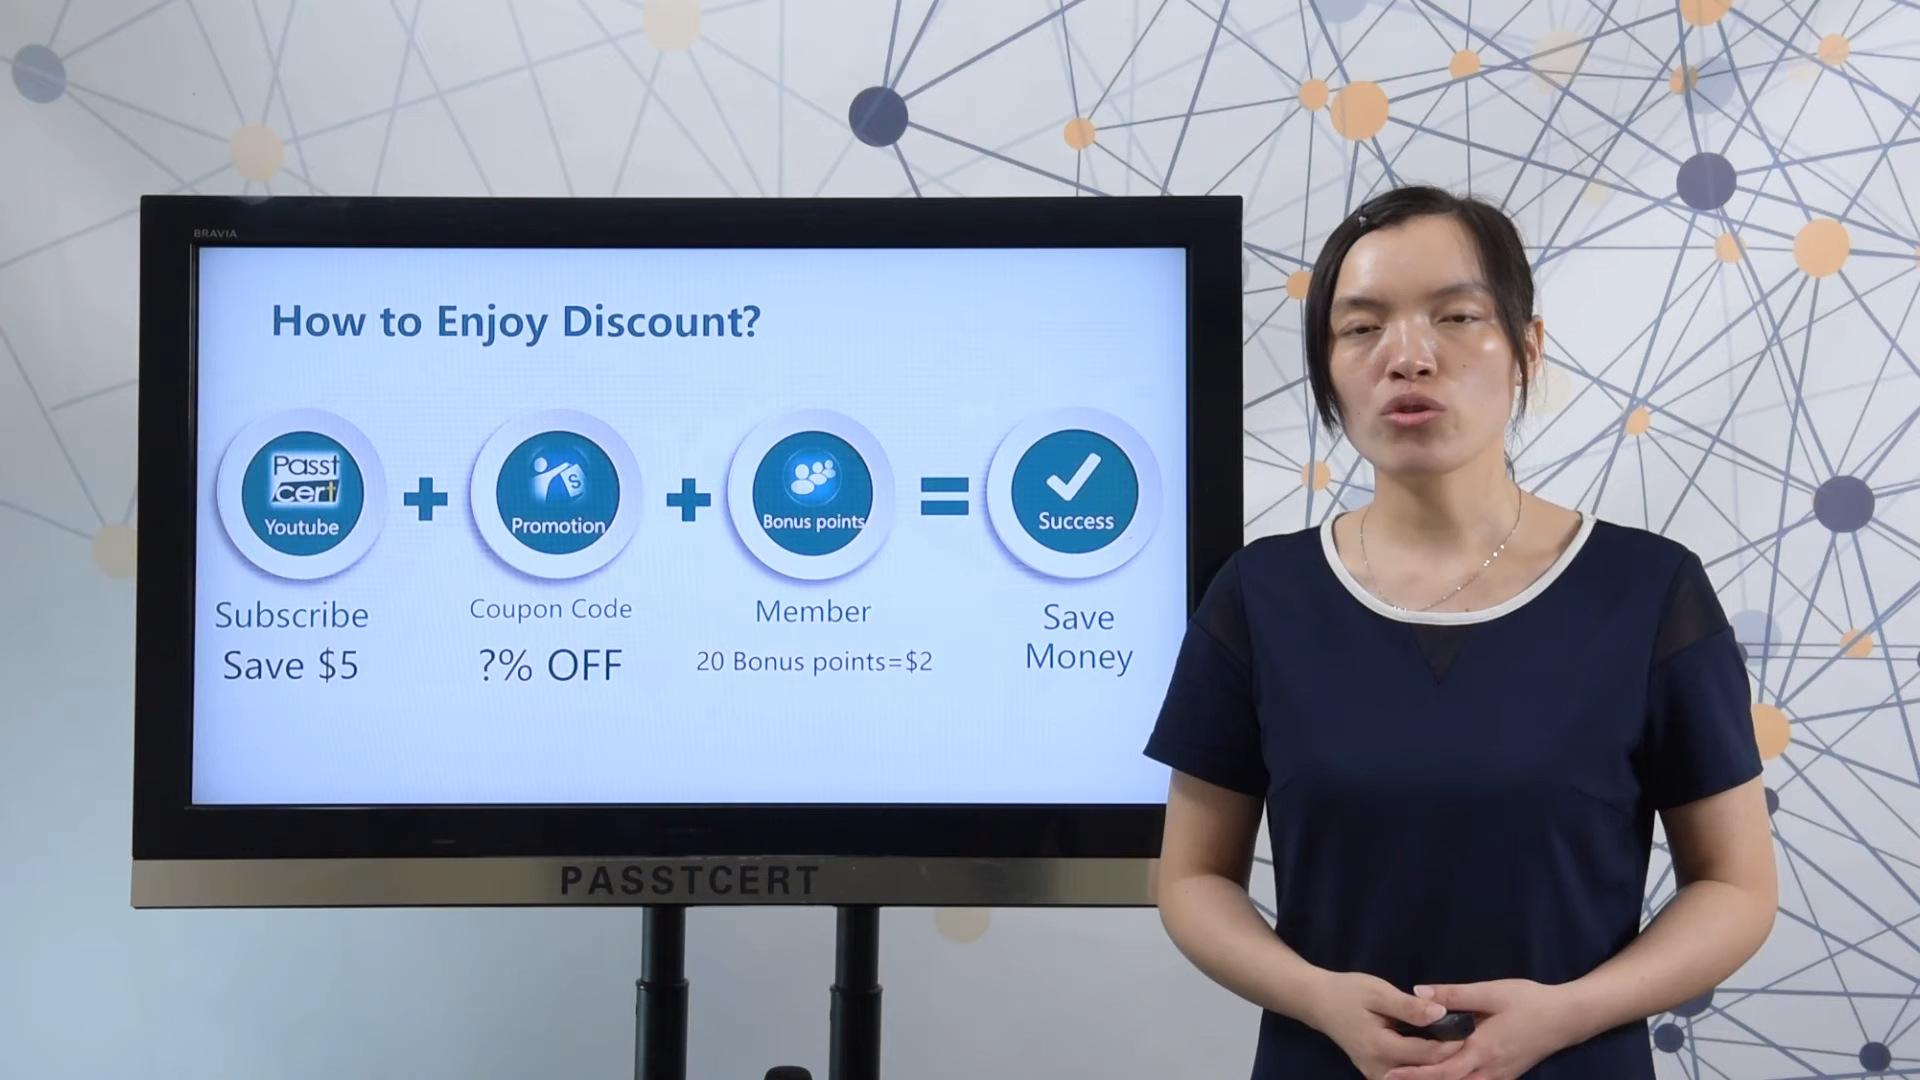 BRAVIA
How to Enjoy Discount?
Passt
cert
Youtube
Promotion
Bonus points
Success
Subscribe
Save $5
Coupon Code
?% OFF
Member
20 Bonus points=$2
Save
Money
PASSTCERT